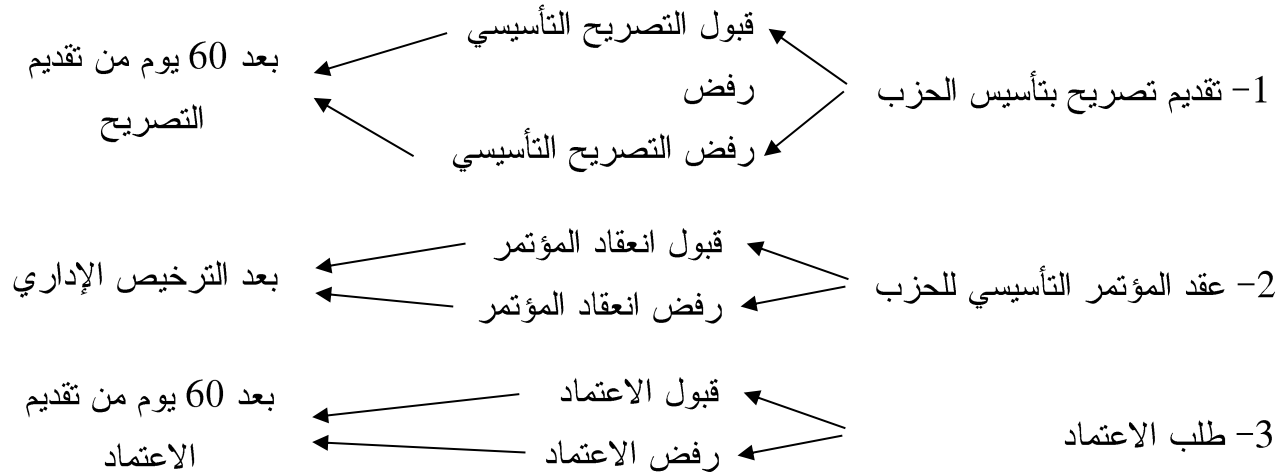 1- تقديم تصريح بتأسيس الحزب
قبول التصريح التأسيسي
رفض
رفض التصريح التأسيسي
بعد 60 يوم من تقديم
التصريح
2- عقد المؤتمر التأسيسي للحزب
قبول انعقاد المؤتمر
رفض انعقاد المؤتمر
بعد الترخيص الإداري
3- طلب الاعتماد
قبول الاعتماد
رفض الاعتماد
بعد 60 يوم من تقديم
الاعتماد